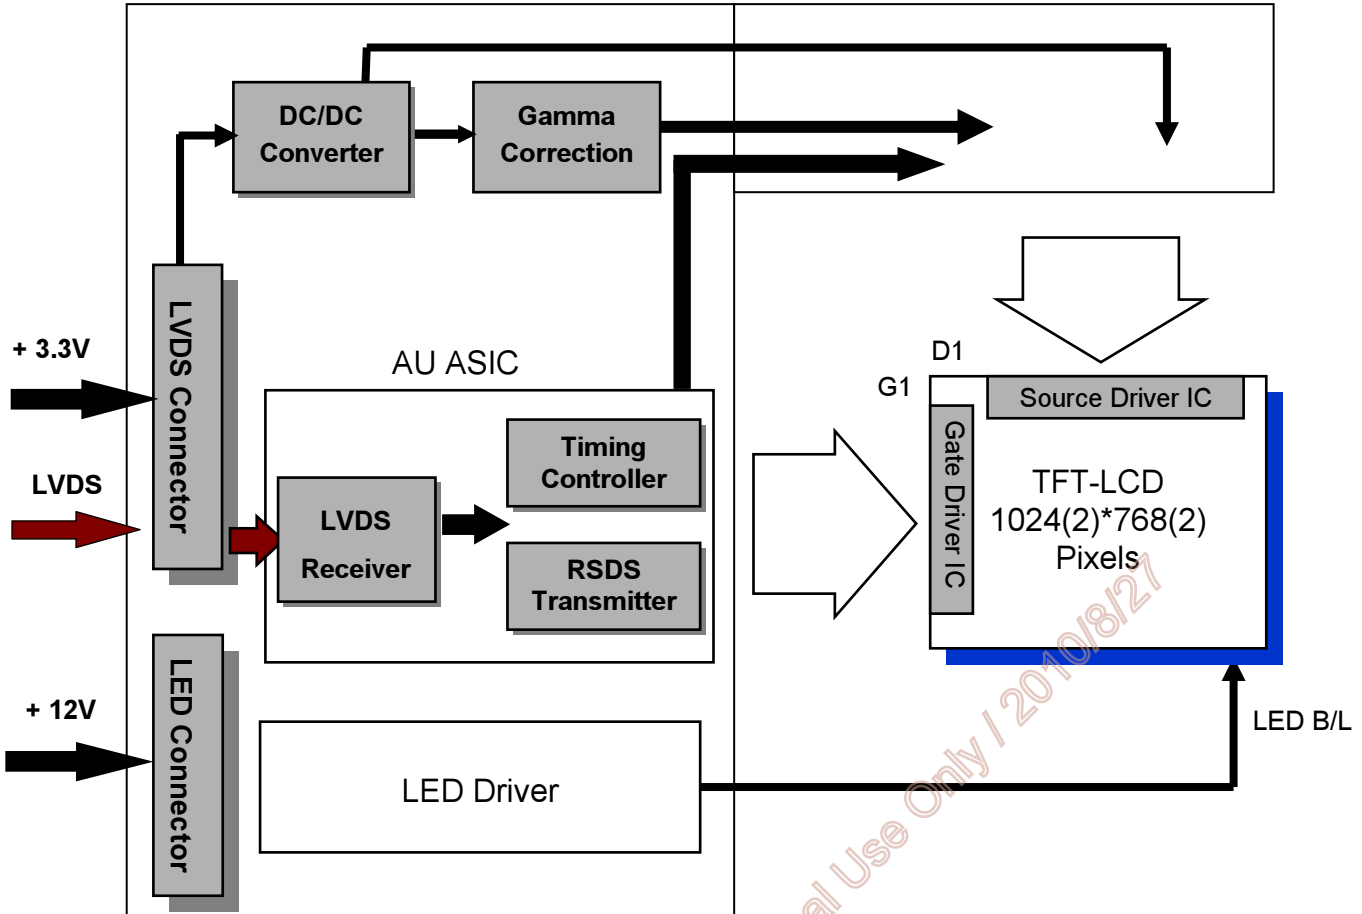 DC/DC
Converter
Gamma
Correction
LVDS Connector
+ 3.3V
LVDS
AU ASIC
Timing
Controller
LVDS
Receiver
RSDS
Transmitter
D1
G1
Source Driver IC
Gate Driver IC
TFT-LCD
1024(2)*768(2)
Pixels
+ 12V
LED Connector
LED Driver
LED B/L
Use Only / 2010/8/27